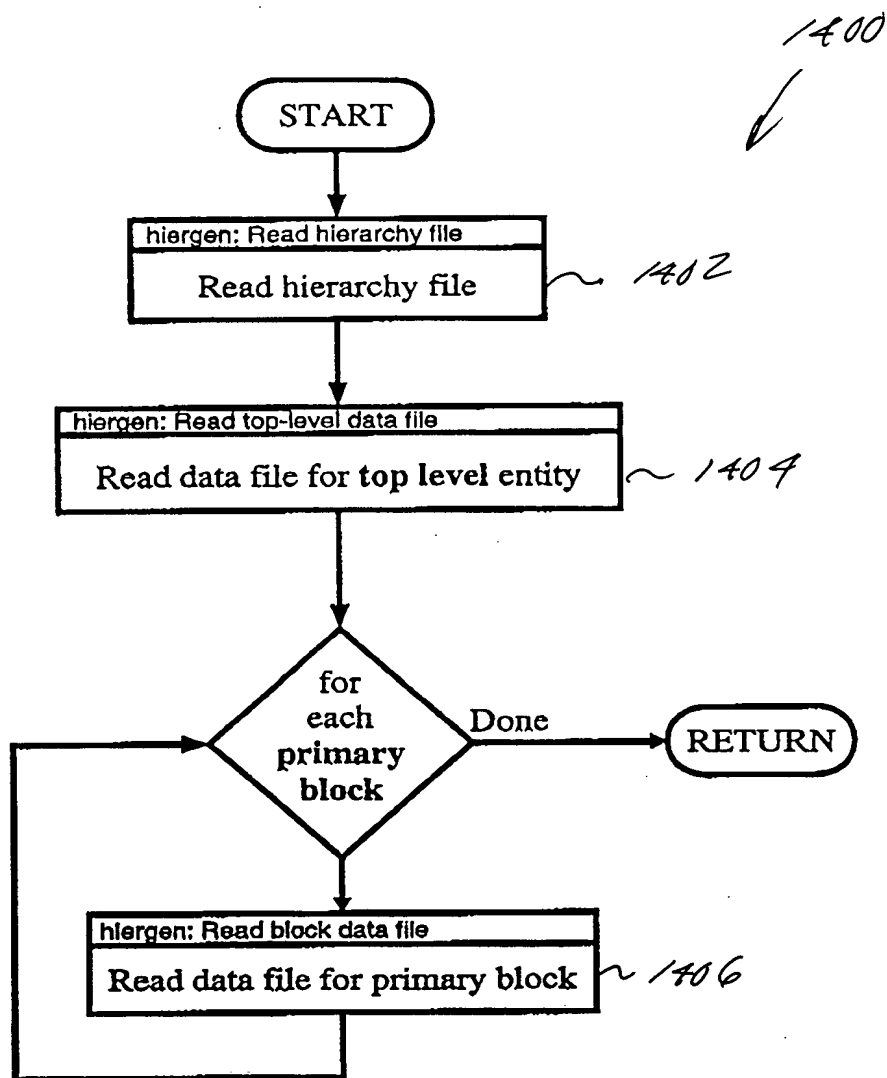 1400
START
hiergen: Read hierarchy file
Read hierarchy file
1402
hiergen: Read top-level data file
Read data file for top level entity
1404
for
each
primary
block
Done
RETURN
hiergen: Read block data file
Read data file for primary block
1406